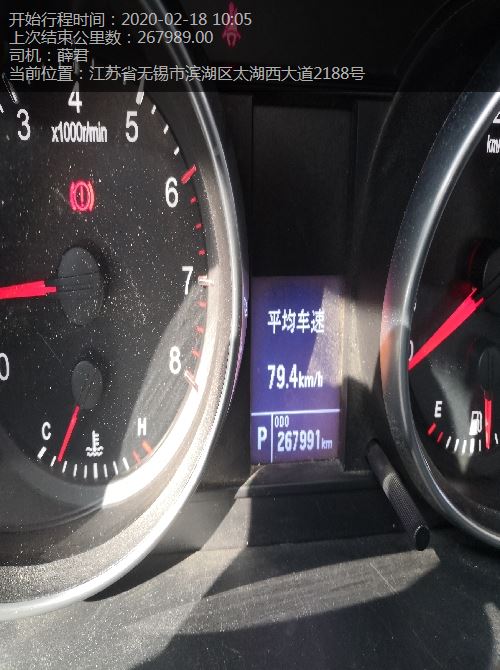 开始行程时间：2020-02-18 10:05
上次结束公里数：267989.00
司机：薛君
当前位置：江苏省无锡市滨湖区太湖西大道2188号
3 4 5
x1000r/min
6
7
8
0
C H
平均车速
79.4km/h
ODO
P 267991km
E